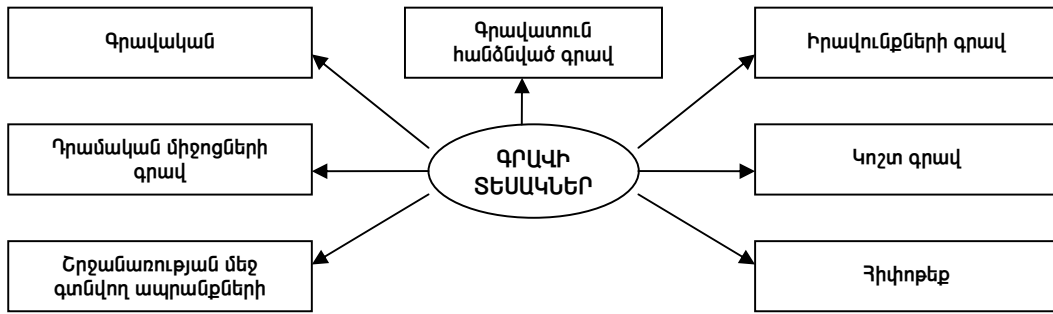 Գրավական
Գրավատուն
հանձնված գրավ
Իրավունքների գրավ
Դրամական միջոցների
գրավ
ԳՐԱՎԻ
ՏԵՍԱԿՆԵՐ
Կոշտ գրավ
Շրջանառության մեջ
գտնվող ապրանքների
Հիփոթեք